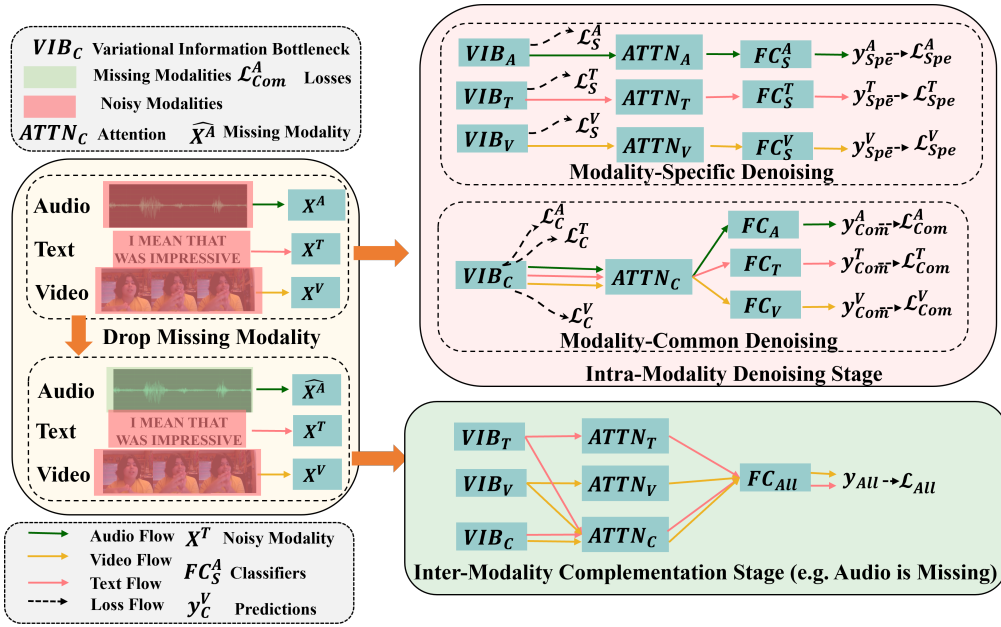 VIB_C Variational Information Bottleneck
Missing Modalities ℒ^A_Com Losses
Noisy Modalities
ATTN_C Attention X̂^A Missing Modality
Audio X^A
Text I MEAN THAT WAS IMPRESSIVE X^T
Video X^V
Drop Missing Modality
Audio X̂^A
Text I MEAN THAT WAS IMPRESSIVE X^T
Video X^V
Audio Flow X^T Noisy Modality
Video Flow
Text Flow FC^A_S Classifiers
Loss Flow y^V_C Predictions
VIB_A ℒ^A_S ATTN_A FC^A_S y^A_Spe ℒ^A_Spe
VIB_T ℒ^T_S ATTN_T FC^T_S y^T_Spe ℒ^T_Spe
VIB_V ℒ^V_S ATTN_V FC^V_S y^V_Spe ℒ^V_Spe
Modality-Specific Denoising
ℒ^A_C FC_A y^A_Com ℒ^A_Com
ℒ^T_C
VIB_C ATTN_C FC_T y^T_Com ℒ^T_Com
ℒ^V_C FC_V y^V_Com ℒ^V_Com
Modality-Common Denoising
Intra-Modality Denoising Stage
VIB_T ATTN_T
VIB_V ATTN_V FC_All y_All ℒ_All
VIB_C ATTN_C
Inter-Modality Complementation Stage (e.g. Audio is Missing)